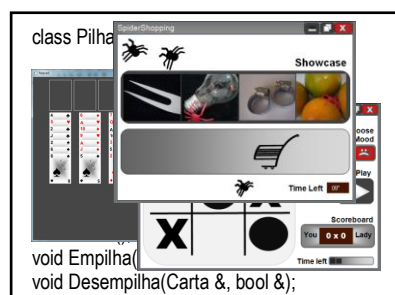 class Pilha
SpiderShopping
Showcase
Mood
Play
Time Left 00"
X
X
Scoreboard
You 0 x 0 Lady
Time left
void Empilha(
void Desempilha(Carta &, bool &);